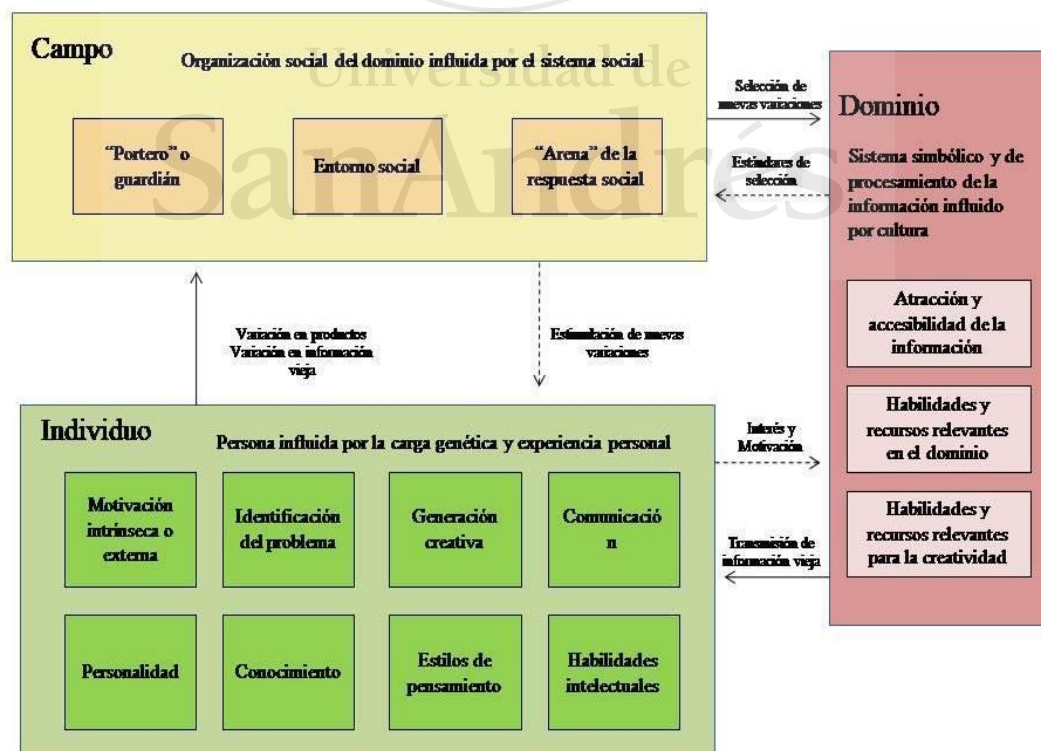 Universidad de
SanAndrés
Campo
Organización social del dominio influida por el sistema social
“Portero” o
guardián
Entorno social
“Arena” de la
respuesta social
Selección de
nuevas variaciones
Estándares de
selección
Dominio
Sistema simbólico y de
procesamiento de la
información influido
por cultura
Atracción y
accesibilidad de la
información
Habilidades y
recursos relevantes
en el dominio
Habilidades y
recursos relevantes
para la creatividad
Variación en productos
Variación en información
vieja
Estimulación de nuevas
variaciones
Individuo
Persona influida por la carga genética y experiencia personal
Motivación
intrínseca o
externa
Identificación
del problema
Generación
creativa
Comunicació
n
Personalidad
Conocimiento
Estilos de
pensamiento
Habilidades
intelectuales
Interés y
Motivación
Transmisión de
información vieja